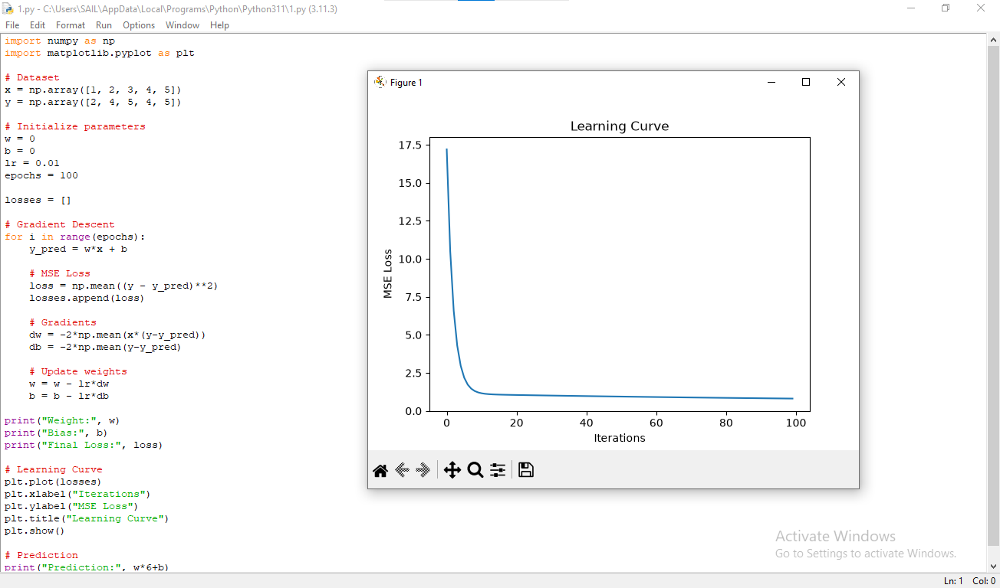 1.py - C:\Users\SAIL\AppData\Local\Programs\Python\Python311\1.py (3.11.3)
File Edit Format Run Options Window Help
import numpy as np
import matplotlib.pyplot as plt
# Dataset
x = np.array([1, 2, 3, 4, 5])
y = np.array([2, 4, 5, 4, 5])
# Initialize parameters
w = 0
b = 0
lr = 0.01
epochs = 100
losses = []
# Gradient Descent
for i in range(epochs):
    y_pred = w*x + b
    # MSE Loss
    loss = np.mean((y - y_pred)**2)
    losses.append(loss)
    # Gradients
    dw = -2*np.mean(x*(y-y_pred))
    db = -2*np.mean(y-y_pred)
    # Update weights
    w = w - lr*dw
    b = b - lr*db
print("Weight:", w)
print("Bias:", b)
print("Final Loss:", loss)
# Learning Curve
plt.plot(losses)
plt.xlabel("Iterations")
plt.ylabel("MSE Loss")
plt.title("Learning Curve")
plt.show()
# Prediction
print("Prediction:", w*6+b)
Figure 1
Learning Curve
17.5
15.0
12.5
10.0
7.5
5.0
2.5
0.0
MSE Loss
0 20 40 60 80 100
Iterations
Activate Windows
Go to Settings to activate Windows.
Ln: 1 Col: 0